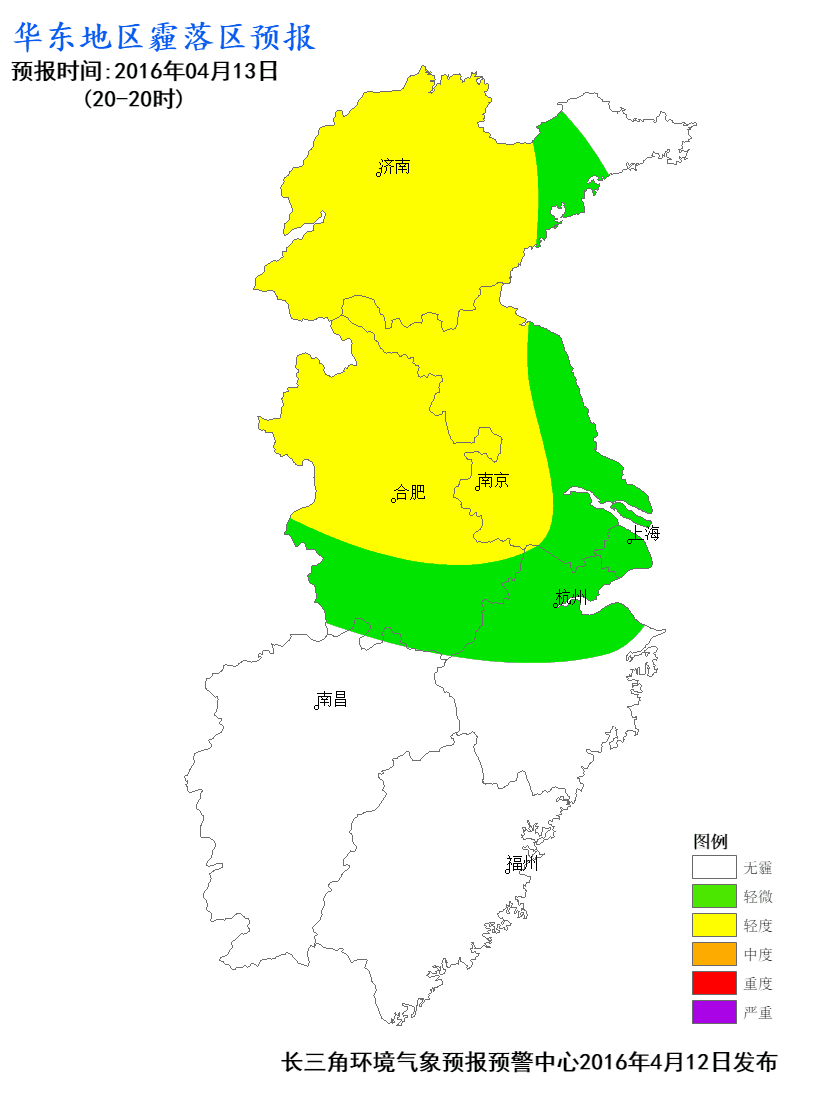 华东地区霾落区预报
预报时间:2016年04月13日
(20-20时)
济南
南京
合肥
上海
杭州
南昌
福州
图例
无霾
轻微
轻度
中度
重度
严重
长三角环境气象预报预警中心2016年4月12日发布